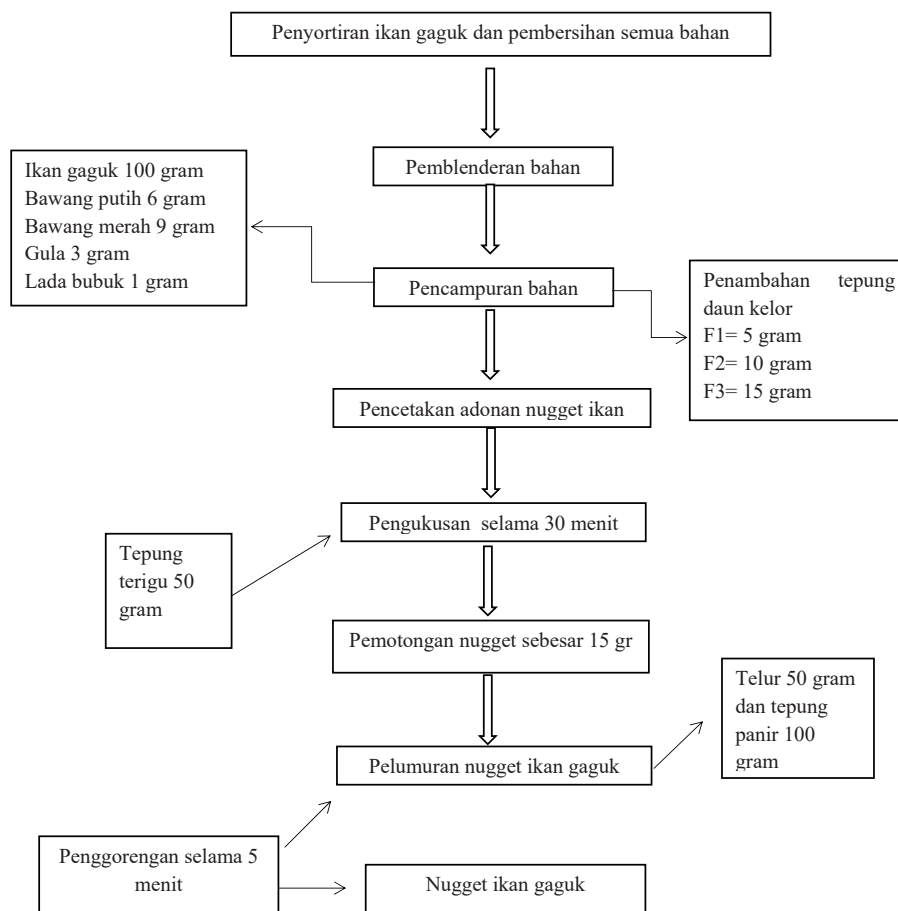 Penyortiran ikan gaguk dan pembersihan semua bahan
Pemblenderan bahan
Ikan gaguk 100 gram
Bawang putih 6 gram
Bawang merah 9 gram
Gula 3 gram
Lada bubuk 1 gram
Pencampuran bahan
Penambahan tepung
daun kelor
F1= 5 gram
F2= 10 gram
F3= 15 gram
Pencetakan adonan nugget ikan
Pengukusan selama 30 menit
Tepung
terigu 50
gram
Pemotongan nugget sebesar 15 gr
Telur 50 gram
dan tepung
panir 100
gram
Pelumuran nugget ikan gaguk
Penggorengan selama 5
menit
Nugget ikan gaguk